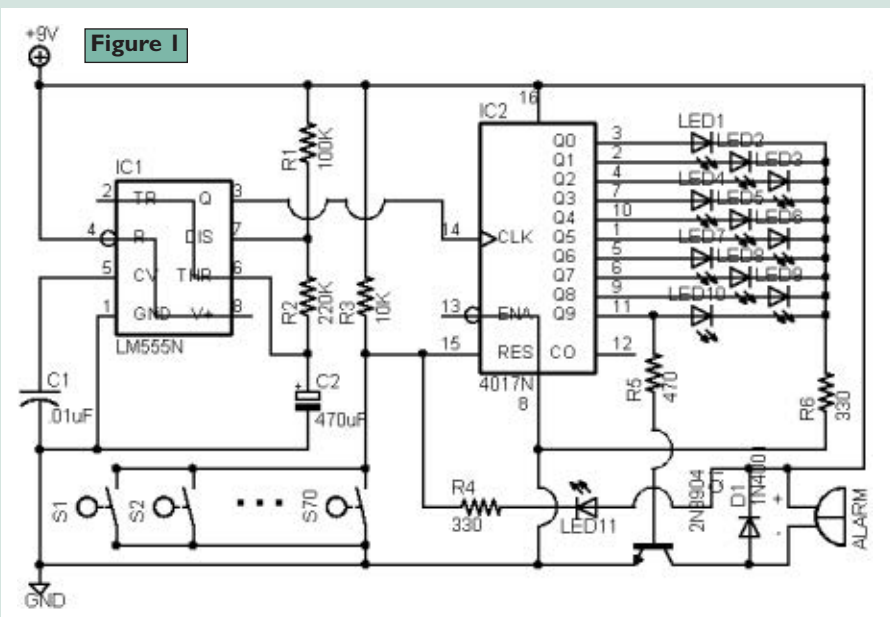 +9V
Figure 1
IC1
2 TR Q 3
4 R DIS 7
5 CV THR 6
1 GND V+ 8
LM555N
R1
100K
R2
220K
R3
10K
C1
.01uF
C2
470uF
16
IC2
14 CLK
13 ENA
15 RES CO 12
4017N
8
Q0 3
Q1 2
Q2 4
Q3 7
Q4 10
Q5 1
Q6 5
Q7 6
Q8 9
Q9 11
LED1
LED2
LED3
LED4
LED5
LED6
LED7
LED8
LED9
LED10
R5
470
R6
330
S1
S2
S70
R4
330
LED11
2N3904
Q1
D1
1N4001
+
-
ALARM
GND